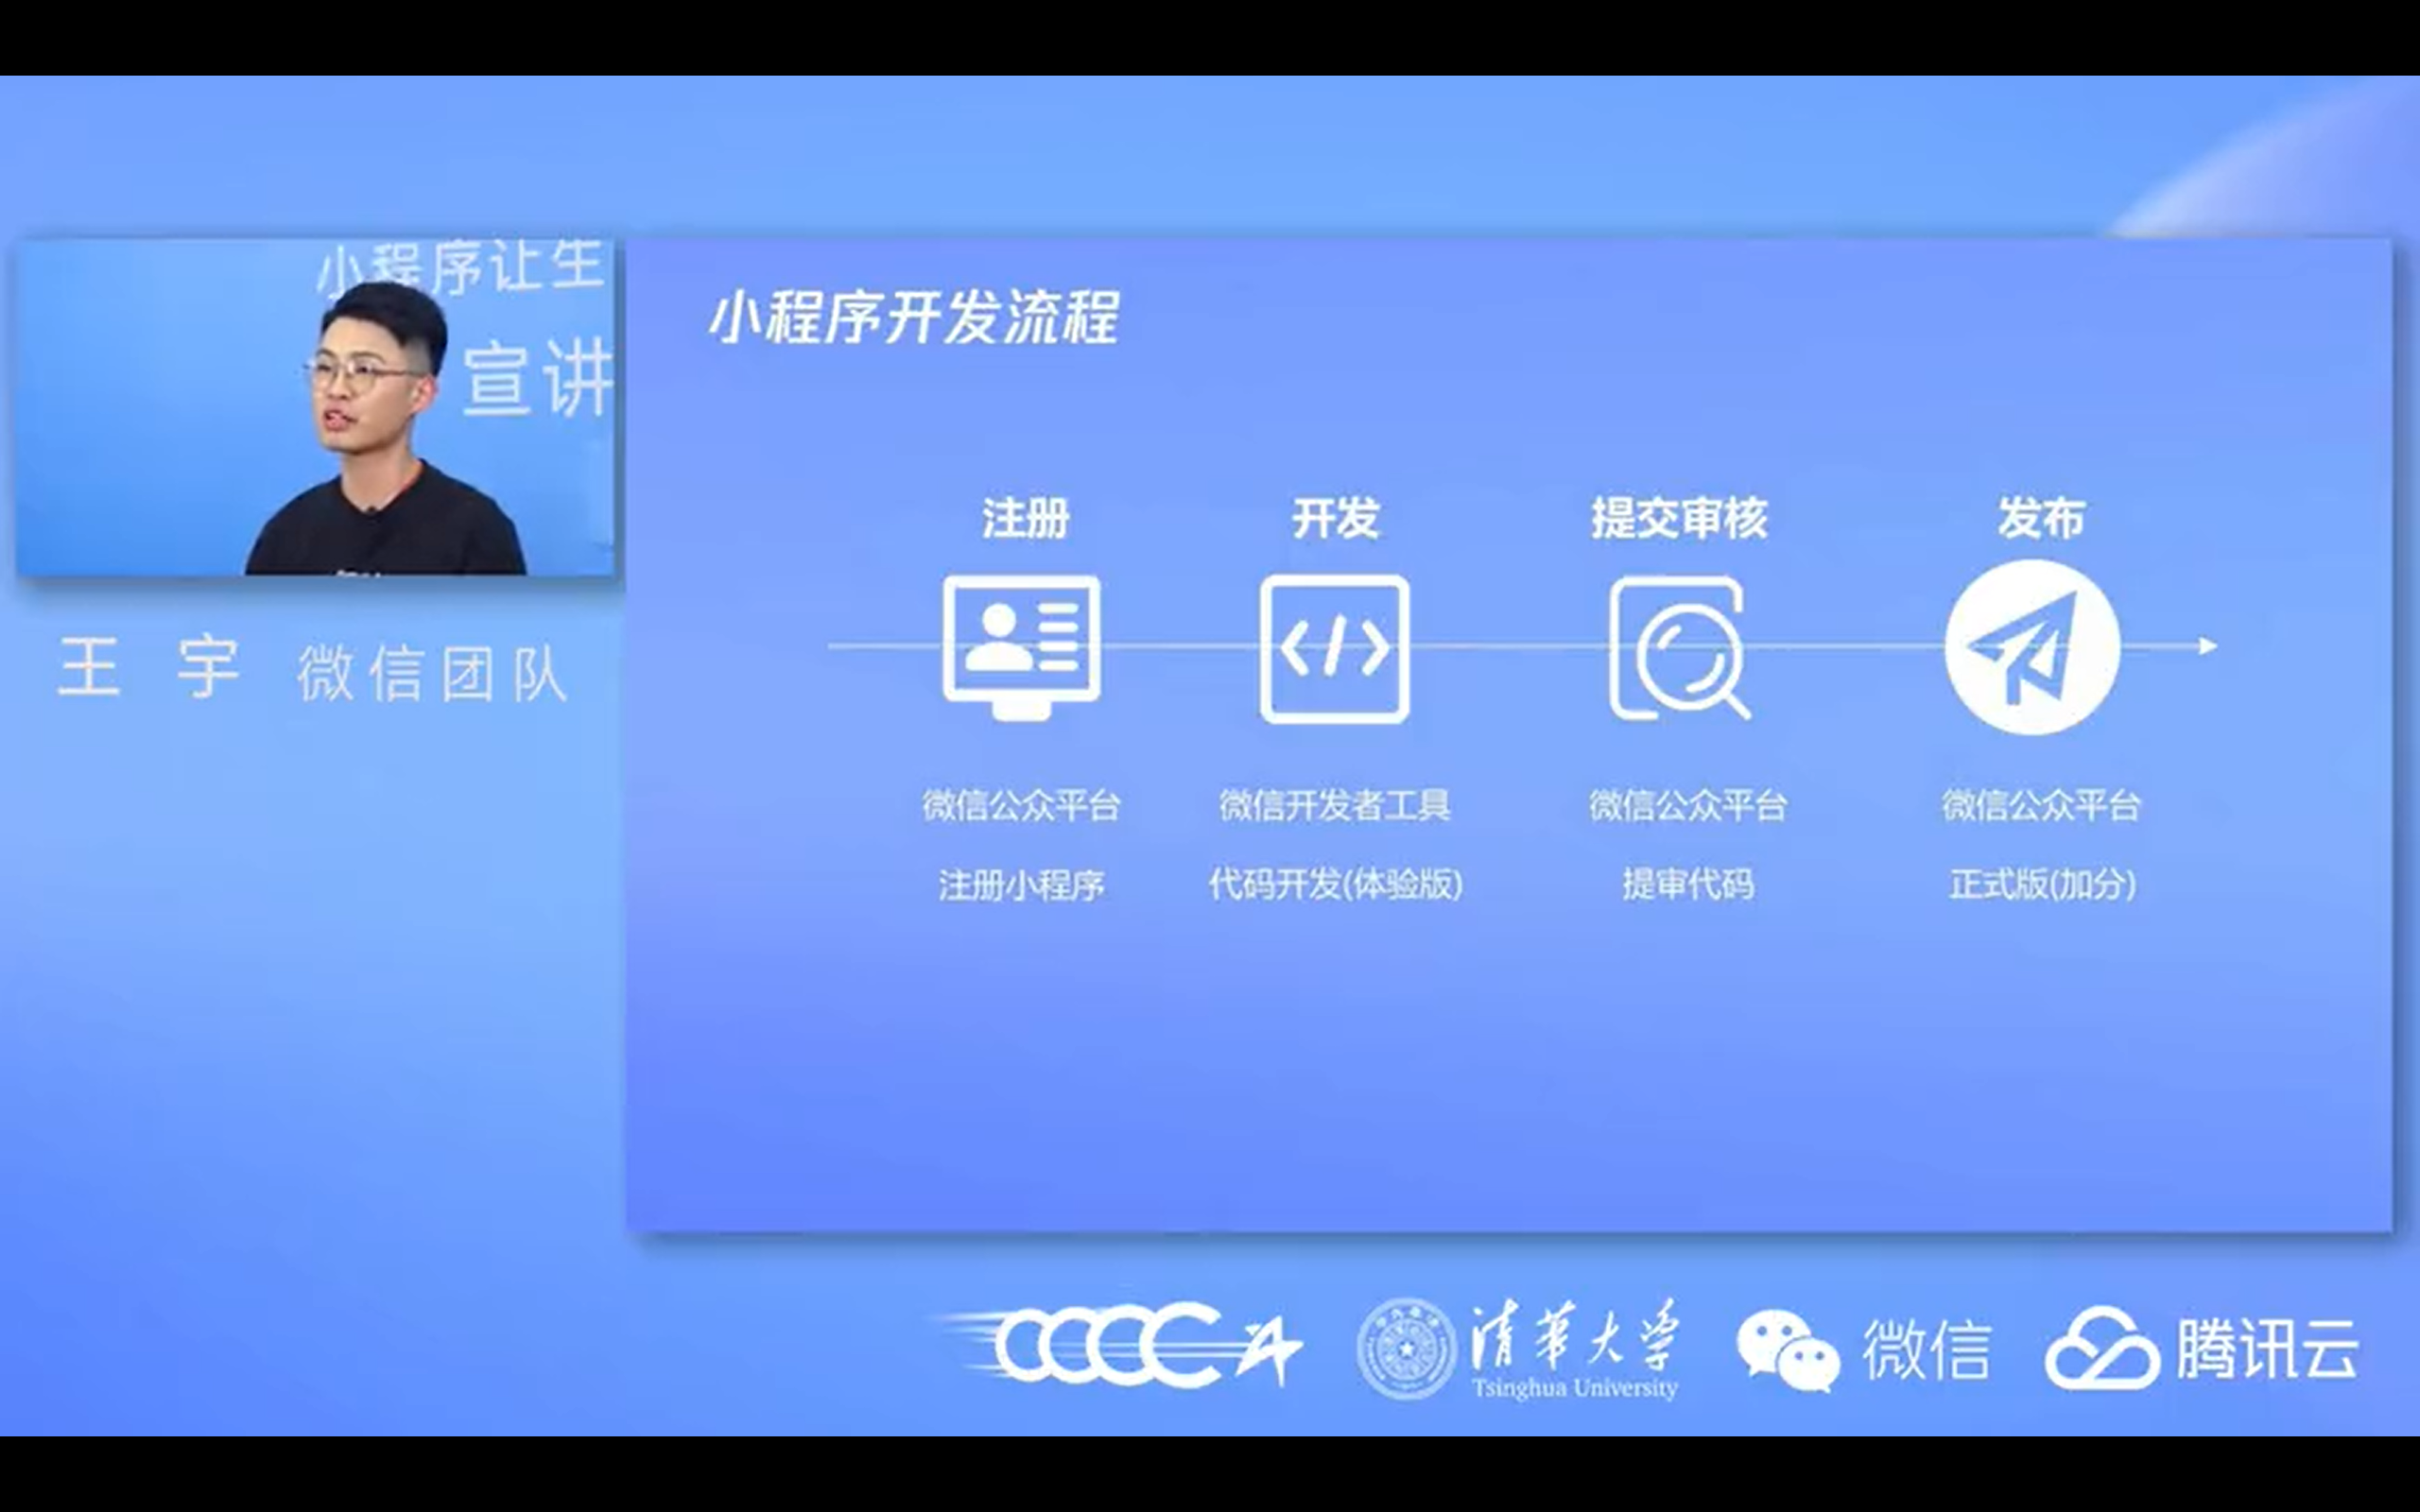 小程序让生
宣讲
王 宇 微信团队
小程序开发流程
注册 开发 提交审核 发布
微信公众平台 微信开发者工具 微信公众平台 微信公众平台
注册小程序 代码开发(体验版) 提审代码 正式版(加分)
CCCC 清华大学 微信 腾讯云
Tsinghua University